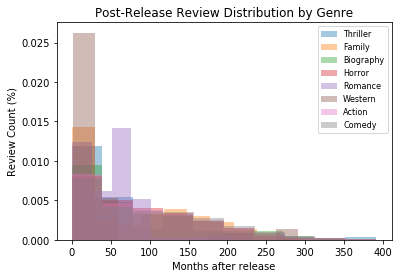 Post-Release Review Distribution by Genre
Review Count (%)
0.025
0.020
0.015
0.010
0.005
0.000
Thriller
Family
Biography
Horror
Romance
Western
Action
Comedy
0 50 100 150 200 250 300 350 400
Months after release